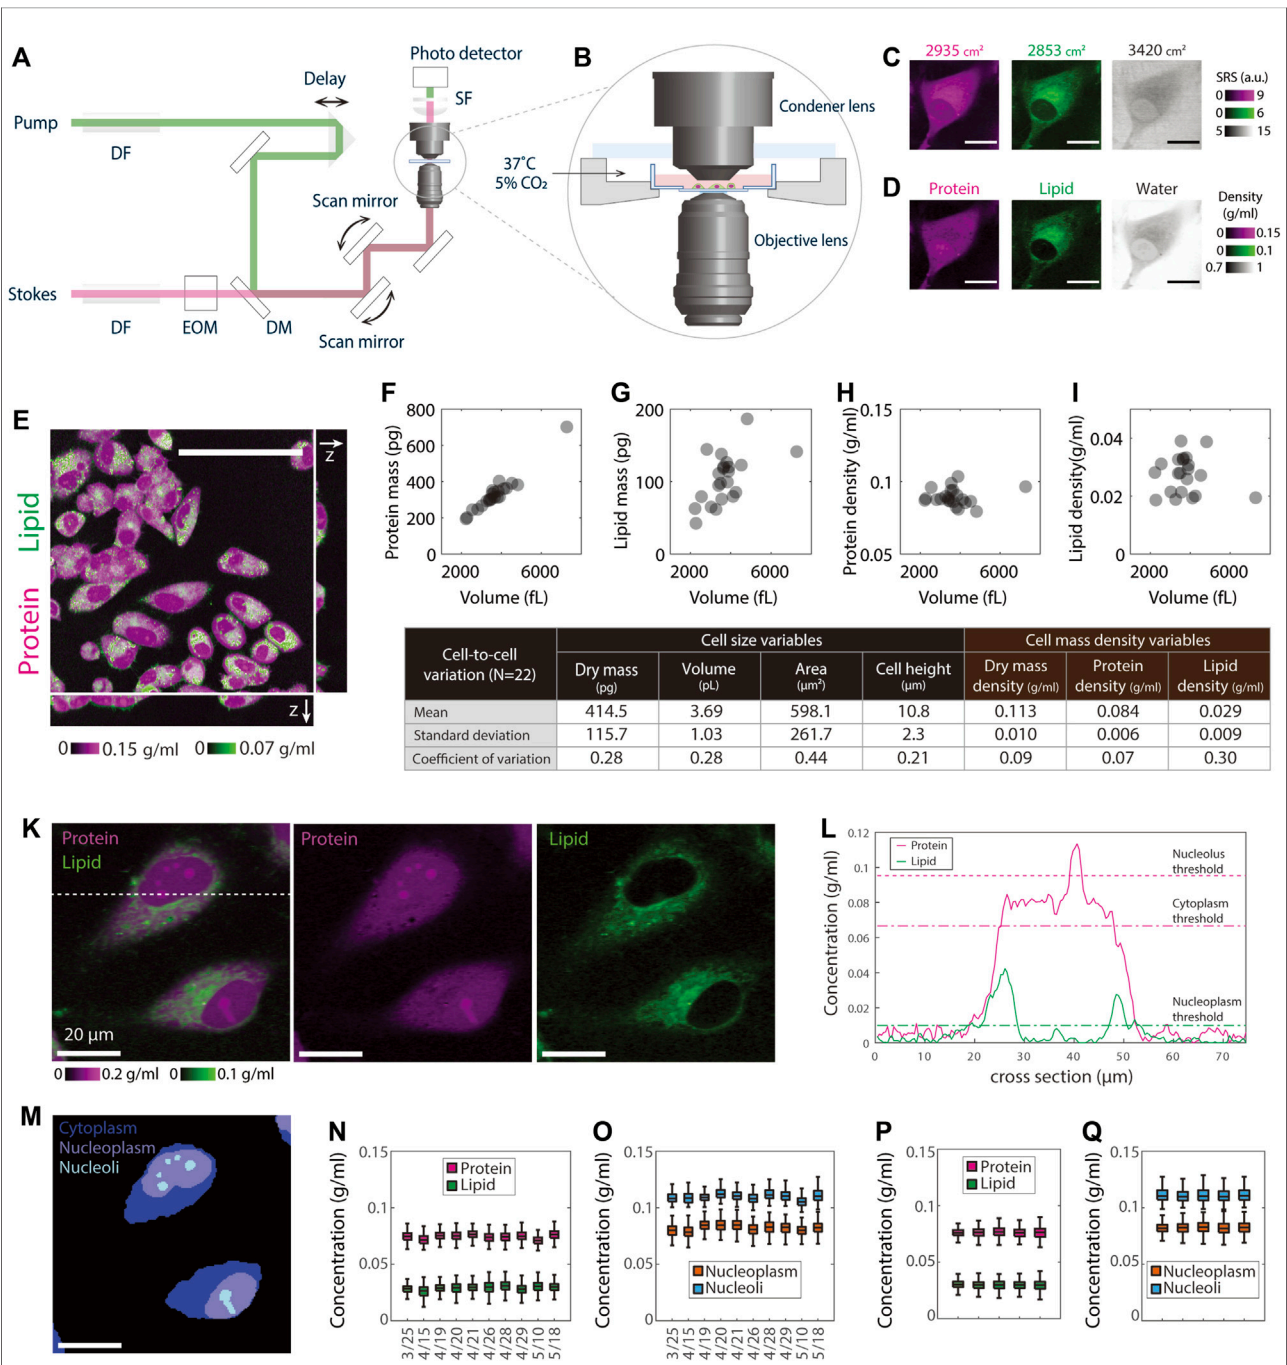 A
Photo detector
Delay
SF
Pump
DF
Scan mirror
Stokes
DF
EOM
DM
Scan mirror
B
Condener lens
37˚C
5% CO₂
Objective lens
C
2935 cm²
2853 cm²
3420 cm²
SRS (a.u.)
0 9
0 6
5 15
D
Protein
Lipid
Water
Density
(g/ml)
0 0.15
0 0.1
0.7 1
E
Protein Lipid
z
z
0 0.15 g/ml 0 0.07 g/ml
F
Protein mass (pg)
800
600
400
200
0
2000 6000
Volume (fL)
G
Lipid mass (pg)
200
100
0
2000 6000
Volume (fL)
H
Protein density (g/ml)
0.15
0.1
0.05
2000 6000
Volume (fL)
I
Lipid density(g/ml)
0.04
0.02
0
2000 6000
Volume (fL)
Cell-to-cell
variation (N=22)
Cell size variables
Cell mass density variables
Dry mass (pg)
Volume (pL)
Area (µm²)
Cell height (µm)
Dry mass density (g/ml)
Protein density (g/ml)
Lipid density (g/ml)
Mean 414.5 3.69 598.1 10.8 0.113 0.084 0.029
Standard deviation 115.7 1.03 261.7 2.3 0.010 0.006 0.009
Coefficient of variation 0.28 0.28 0.44 0.21 0.09 0.07 0.30
K
Protein
Lipid
20 µm
Protein
Lipid
0 0.2 g/ml 0 0.1 g/ml
L
Concentration (g/ml)
0.12
0.1
0.08
0.06
0.04
0.02
0
Protein
Lipid
Nucleolus
threshold
Cytoplasm
threshold
Nucleoplasm
threshold
0 10 20 30 40 50 60 70
cross section (µm)
M
Cytoplasm
Nucleoplasm
Nucleoli
N
Concentration (g/ml)
0.15
0.1
0.05
0
Protein
Lipid
3/25 4/15 4/19 4/20 4/21 4/26 4/28 4/29 5/10 5/18
O
Concentration (g/ml)
0.15
0.1
0.05
0
Nucleoplasm
Nucleoli
3/25 4/15 4/19 4/20 4/21 4/26 4/28 4/29 5/10 5/18
P
Concentration (g/ml)
0.15
0.1
0.05
0
Protein
Lipid
Q
Concentration (g/ml)
0.15
0.1
0.05
0
Nucleoplasm
Nucleoli